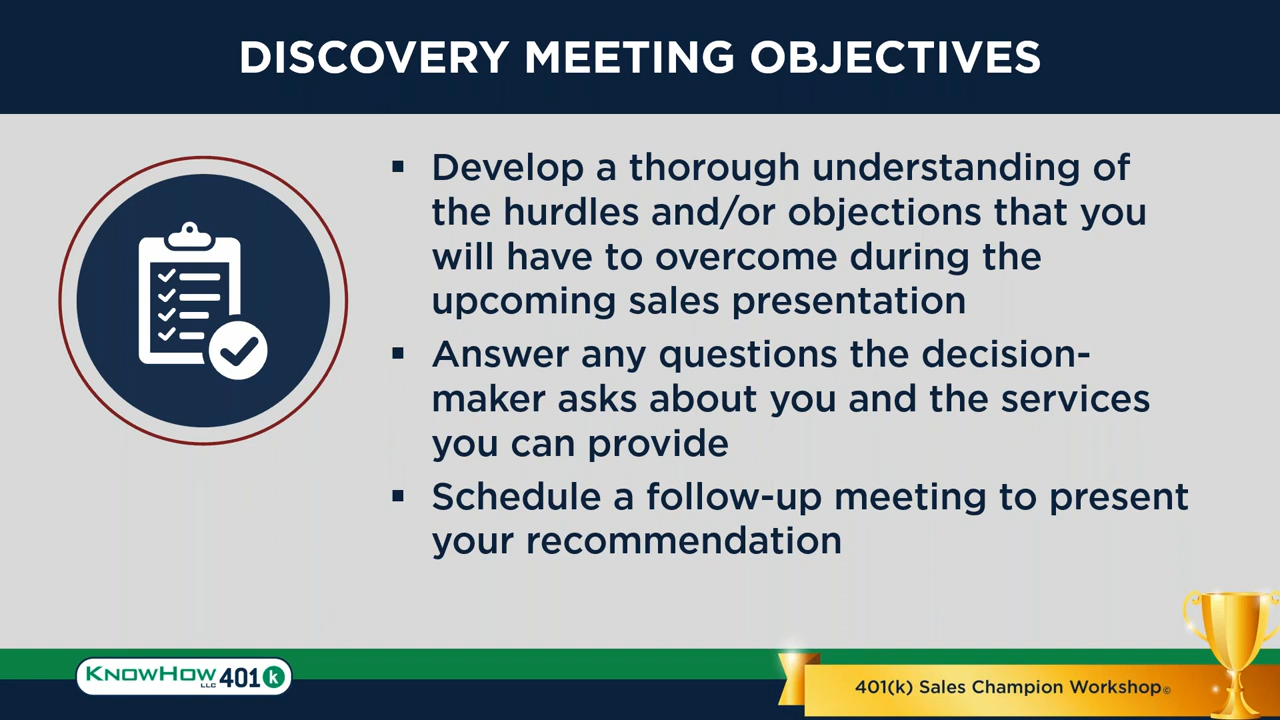 DISCOVERY MEETING OBJECTIVES
▪ Develop a thorough understanding of
the hurdles and/or objections that you
will have to overcome during the
upcoming sales presentation
▪ Answer any questions the decision-
maker asks about you and the services
you can provide
▪ Schedule a follow-up meeting to present
your recommendation
KNOWHOW LLC 401k
401(k) Sales Champion Workshop©